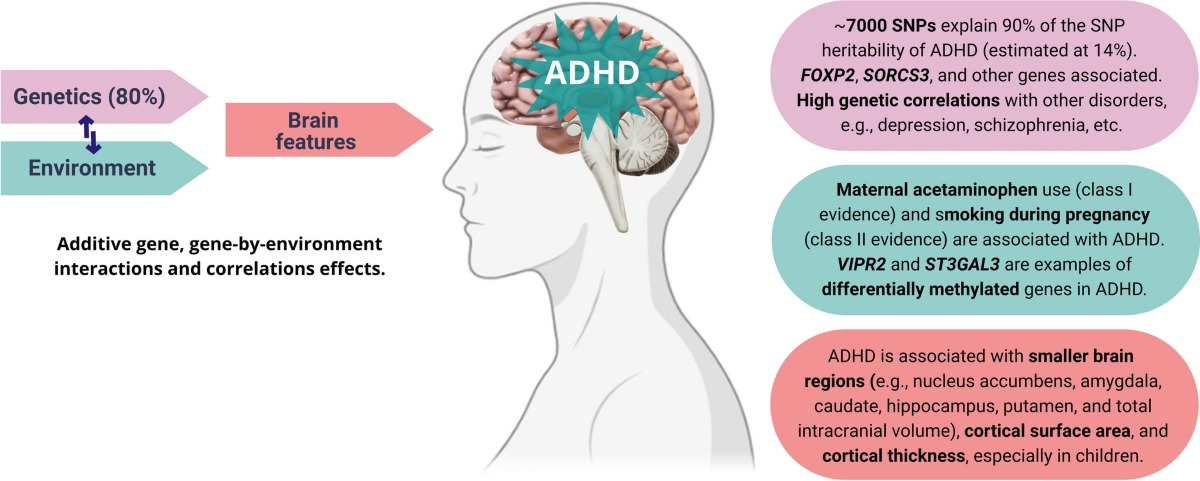 Genetics (80%)
Environment
Brain
features
Additive gene, gene-by-environment
interactions and correlations effects.
ADHD
~7000 SNPs explain 90% of the SNP
heritability of ADHD (estimated at 14%).
FOXP2, SORCS3, and other genes associated.
High genetic correlations with other disorders,
e.g., depression, schizophrenia, etc.
Maternal acetaminophen use (class I
evidence) and smoking during pregnancy
(class II evidence) are associated with ADHD.
VIPR2 and ST3GAL3 are examples of
differentially methylated genes in ADHD.
ADHD is associated with smaller brain
regions (e.g., nucleus accumbens, amygdala,
caudate, hippocampus, putamen, and total
intracranial volume), cortical surface area, and
cortical thickness, especially in children.